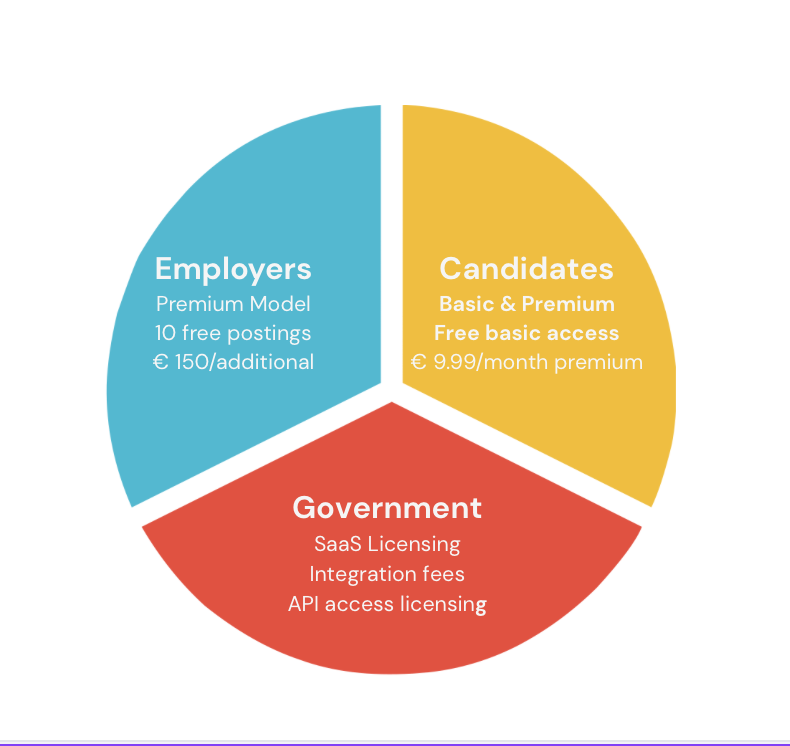 Employers
Premium Model
10 free postings
€ 150/additional
Candidates
Basic & Premium
Free basic access
€ 9.99/month premium
Government
SaaS Licensing
Integration fees
API access licensing